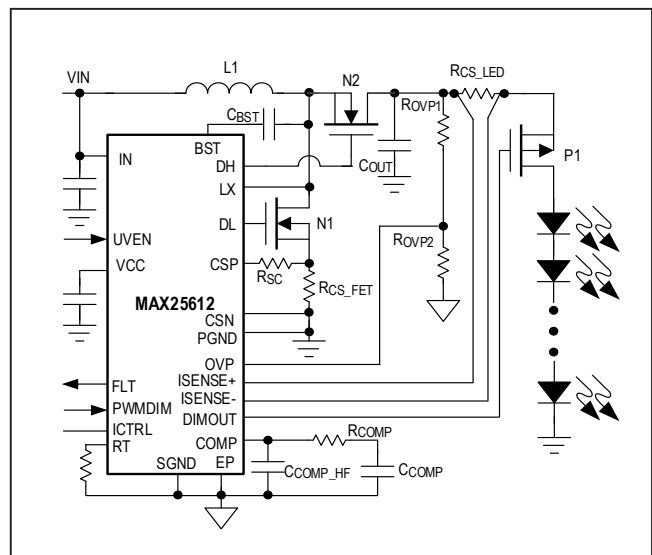 VIN
L1
N2
RCS_LED
CBST
ROVP1
BST
IN
DH
COUT
P1
LX
DL
N1
UVEN
ROVP2
VCC
CSP
RSC
RCS_FET
MAX25612
CSN
PGND
OVP
FLT
ISENSE+
PWMDIM
ISENSE-
ICTRL
DIMOUT
RT
COMP
RCOMP
SGND
EP
CCOMP_HF
CCOMP